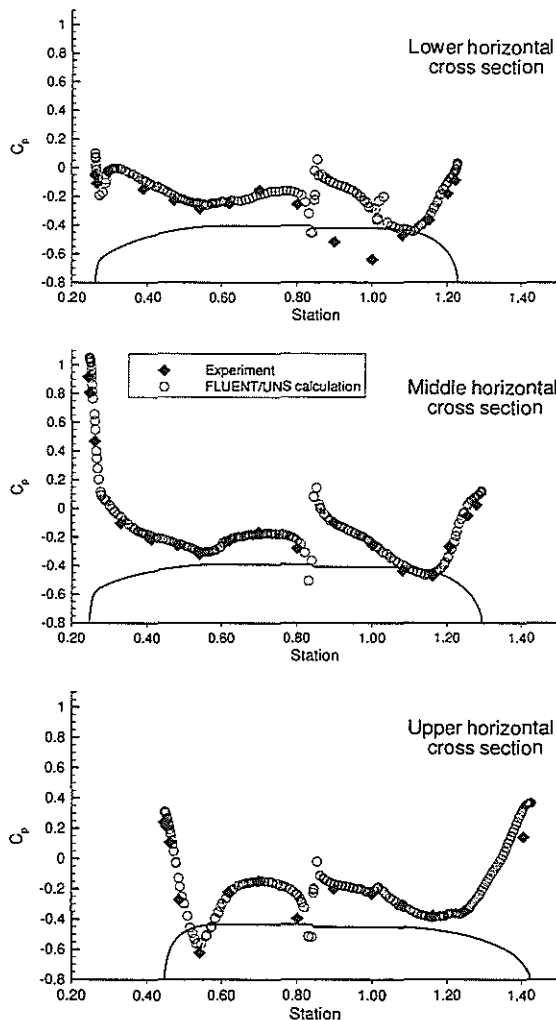 Lower horizontal
cross section
1
0.8
0.6
0.4
0.2
0
-0.2
-0.4
-0.6
-0.8
Cp
0.20 0.40 0.60 0.80 1.00 1.20 1.40
Station
Experiment
FLUENT/UNS calculation
Middle horizontal
cross section
1
0.8
0.6
0.4
0.2
0
-0.2
-0.4
-0.6
-0.8
Cp
0.20 0.40 0.60 0.80 1.00 1.20 1.40
Station
Upper horizontal
cross section
1
0.8
0.6
0.4
0.2
0
-0.2
-0.4
-0.6
-0.8
Cp
0.20 0.40 0.60 0.80 1.00 1.20 1.40
Station